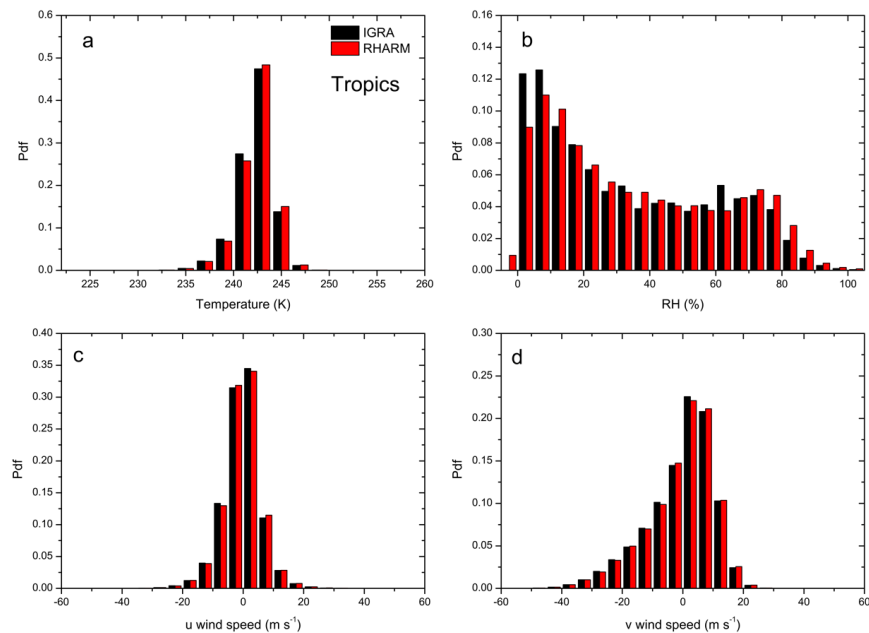 a
IGRA
RHARM
Tropics
Pdf
0.6
0.5
0.4
0.3
0.2
0.1
0.0
225 230 235 240 245 250 255 260
Temperature (K)
b
Pdf
0.16
0.14
0.12
0.10
0.08
0.06
0.04
0.02
0.00
0 20 40 60 80 100
RH (%)
c
Pdf
0.40
0.35
0.30
0.25
0.20
0.15
0.10
0.05
0.00
-60 -40 -20 0 20 40 60
u wind speed (m s⁻¹)
d
Pdf
0.30
0.25
0.20
0.15
0.10
0.05
0.00
-60 -40 -20 0 20 40 60
v wind speed (m s⁻¹)